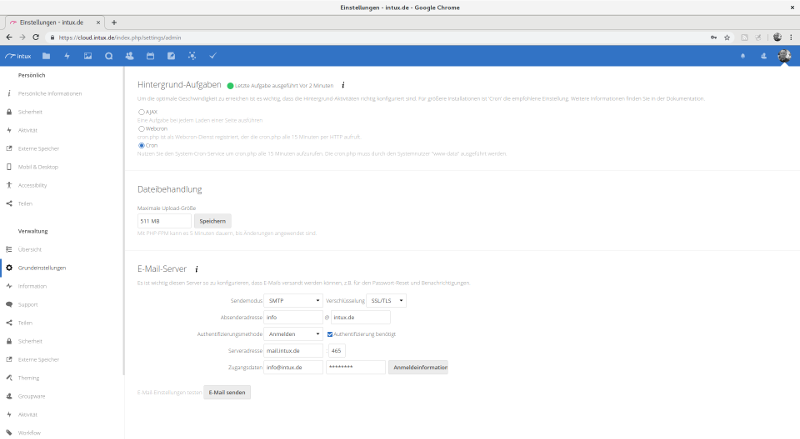 Einstellungen - intux.de - Google Chrome
Einstellungen - intux.de
https://cloud.intux.de/index.php/settings/admin
intux
Persönlich
Persönliche Informationen
Sicherheit
Aktivität
Externe Speicher
Mobil & Desktop
Accessibility
Teilen
Verwaltung
Übersicht
Grundeinstellungen
Information
Support
Teilen
Sicherheit
Externe Speicher
Theming
Groupware
Aktivität
Workflow
Hintergrund-Aufgaben Letzte Aufgabe ausgeführt Vor 2 Minuten
Um die optimale Geschwindigkeit zu erreichen ist es wichtig, dass die Hintergrund-Aktivitäten richtig konfiguriert sind. Für größere Installationen ist 'Cron' die empfohlene Einstellung. Weitere Informationen finden Sie in der Dokumentation.
AJAX
Eine Aufgabe bei jedem Laden einer Seite ausführen
Webcron
cron.php ist als Webcron-Dienst registriert, der die cron.php alle 15 Minuten per HTTP aufruft.
Cron
Nutzen Sie den System-Cron-Service um cron.php alle 15 Minuten aufzurufen. Die cron.php muss durch den Systemnutzer "www-data" ausgeführt werden.
Dateibehandlung
Maximale Upload-Größe
511 MB Speichern
Mit PHP-FPM kann es 5 Minuten dauern, bis Änderungen angewendet sind.
E-Mail-Server
Es ist wichtig diesen Server so zu konfigurieren, dass E-Mails versandt werden können, z.B. für den Passwort-Reset und Benachrichtigungen.
Sendemodus SMTP Verschlüsselung SSL/TLS
Absenderadresse info @ intux.de
Authentifizierungsmethode Anmelden Authentifizierung benötigt
Serveradresse mail.intux.de : 465
Zugangsdaten info@intux.de ******** Anmeldeinformation
E-Mail-Einstellungen testen E-Mail senden